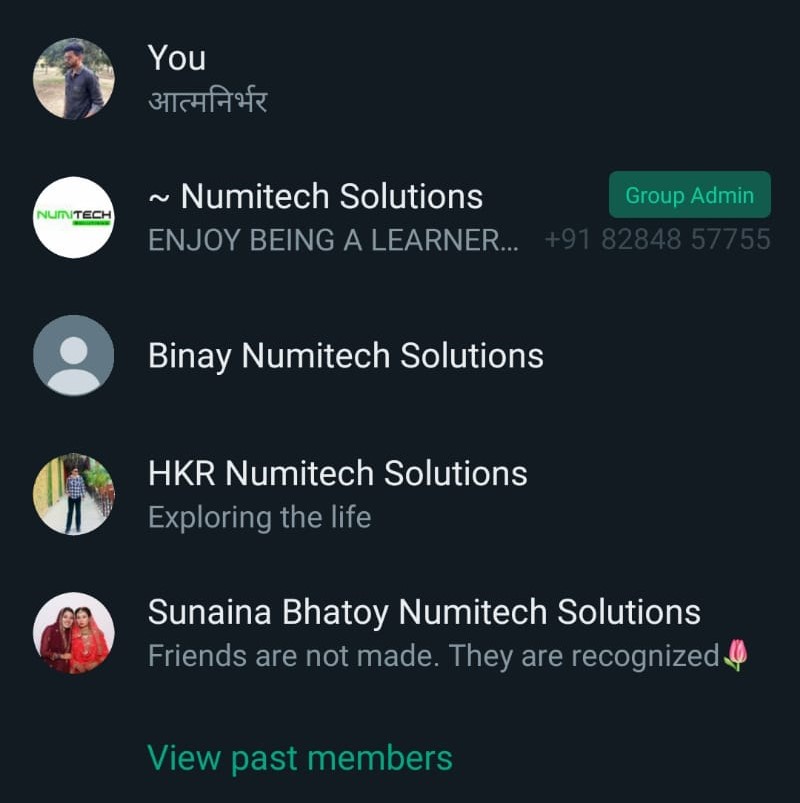 You
आत्मनिर्भर
~ Numitech Solutions
Group Admin
NUMITECH
ENJOY BEING A LEARNER...
+91 82848 57755
Binay Numitech Solutions
HKR Numitech Solutions
Exploring the life
Sunaina Bhatoy Numitech Solutions
Friends are not made. They are recognized🌷
View past members